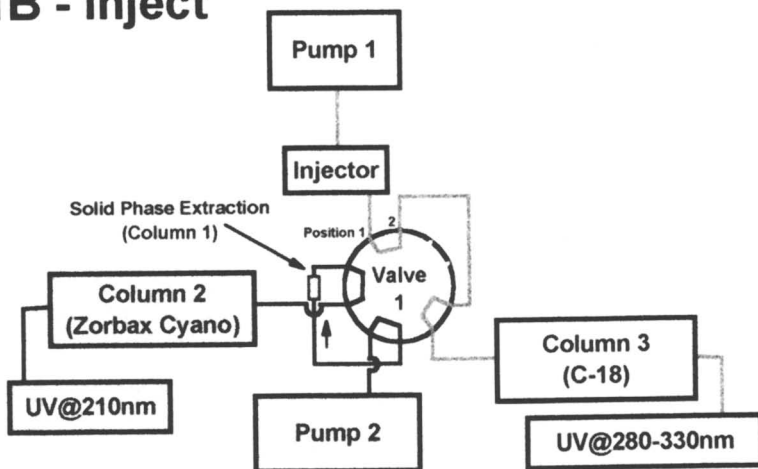 1B - Inject
Pump 1
Injector
Solid Phase Extraction
(Column 1)
Position 1
2
Valve
1
Column 2
(Zorbax Cyano)
Column 3
(C-18)
UV@210nm
Pump 2
UV@280-330nm